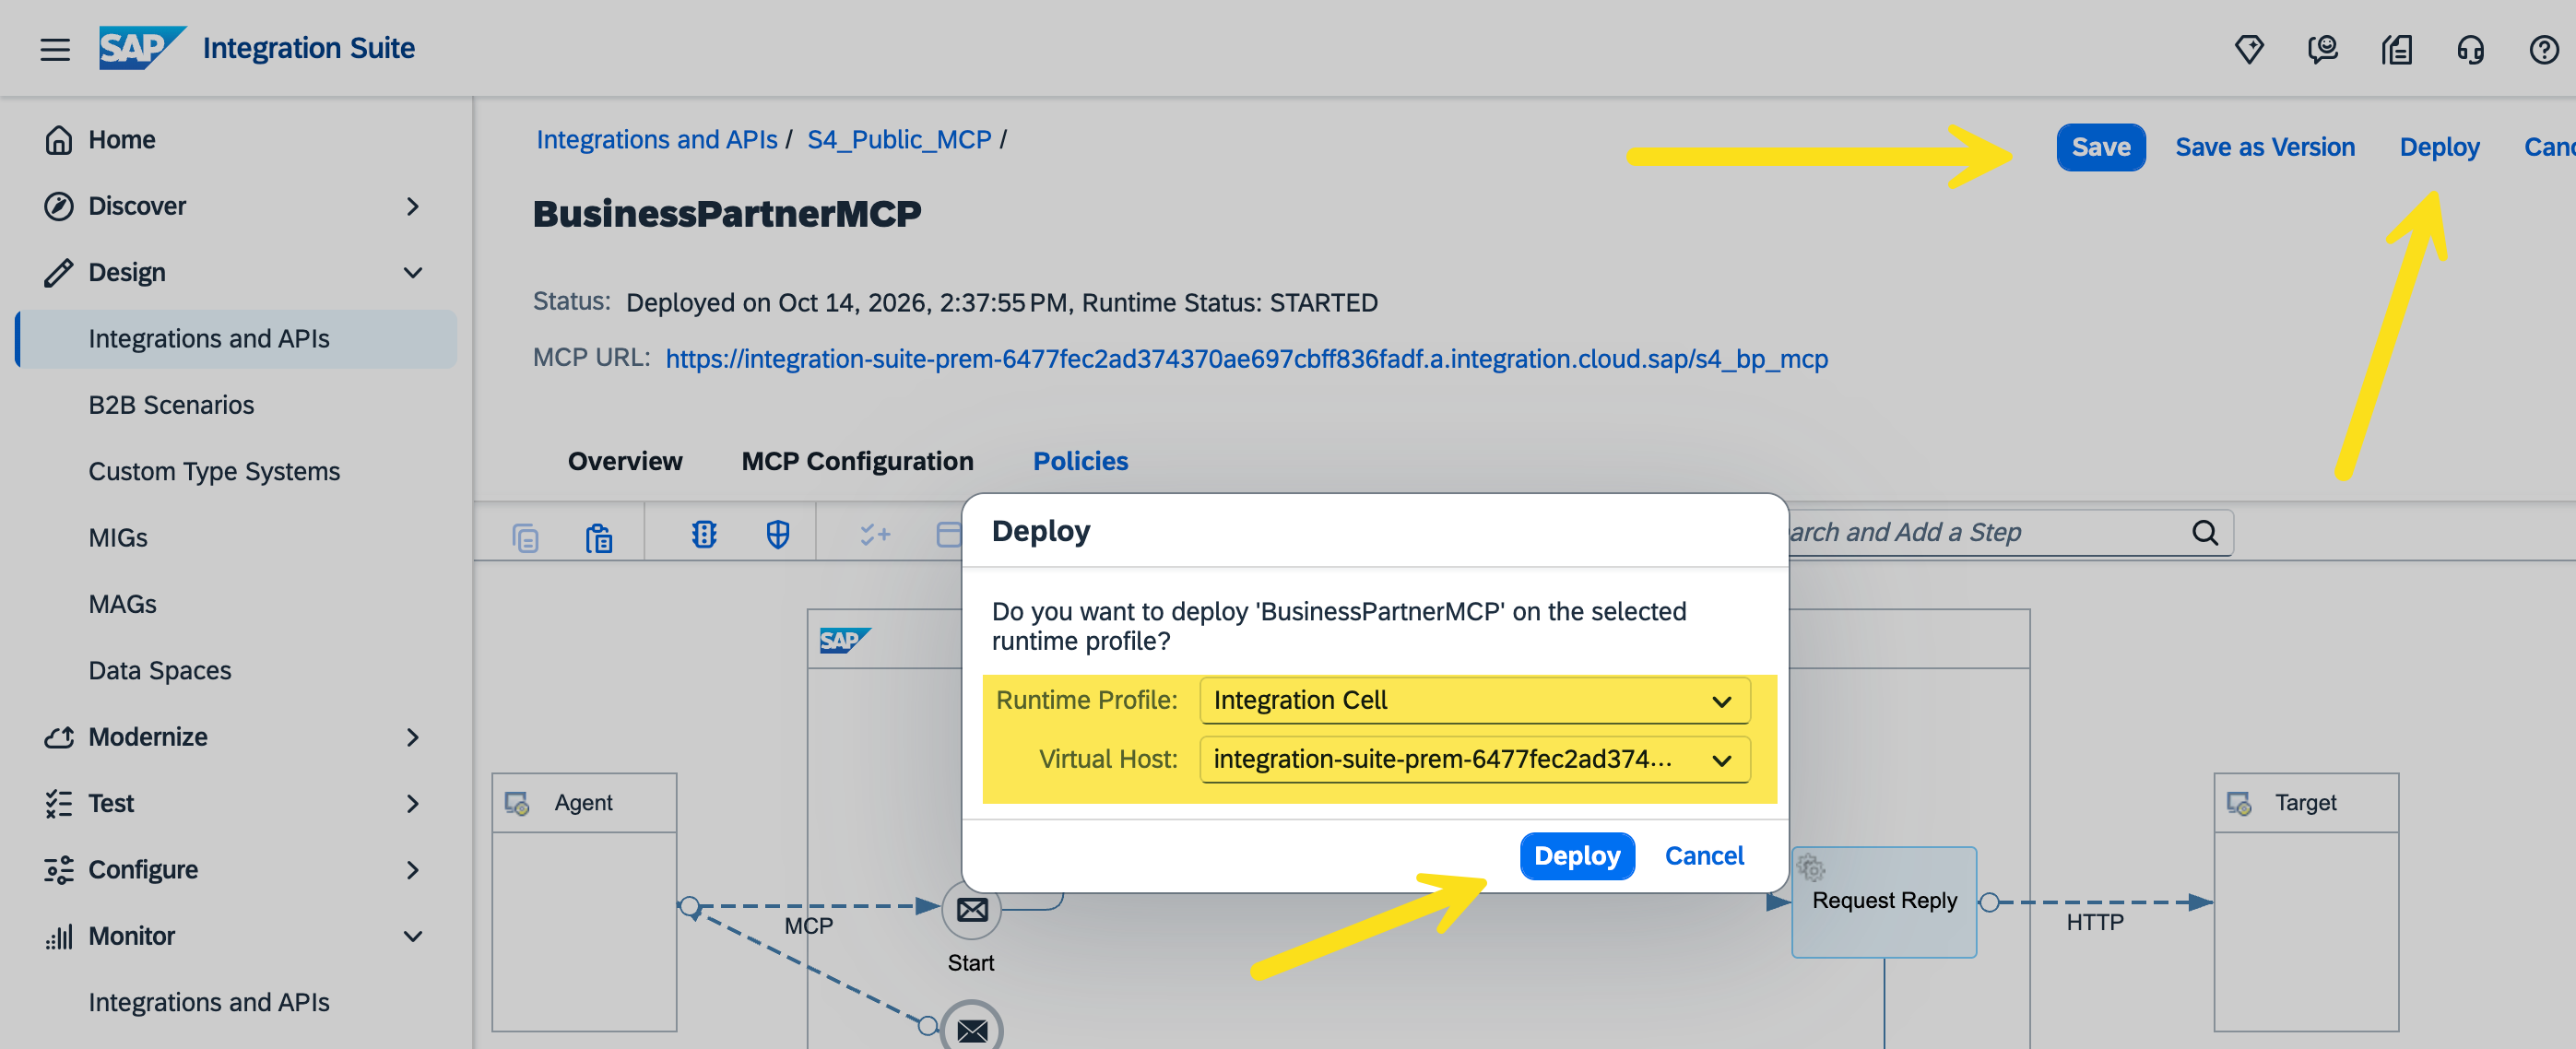 SAP Integration Suite
Home
Discover
Design
Integrations and APIs
B2B Scenarios
Custom Type Systems
MIGs
MAGs
Data Spaces
Modernize
Test
Configure
Monitor
Integrations and APIs
Integrations and APIs / S4_Public_MCP /
Save Save as Version Deploy
BusinessPartnerMCP
Status: Deployed on Oct 14, 2026, 2:37:55 PM, Runtime Status: STARTED
MCP URL: https://integration-suite-prem-6477fec2ad374370ae697cbff836fadf.a.integration.cloud.sap/s4_bp_mcp
Overview MCP Configuration Policies
and Add a Step
Deploy
Do you want to deploy 'BusinessPartnerMCP' on the selected
runtime profile?
Runtime Profile: Integration Cell
Virtual Host: integration-suite-prem-6477fec2ad374...
Deploy Cancel
SAP
Agent
MCP
Start
Request Reply
HTTP
Target